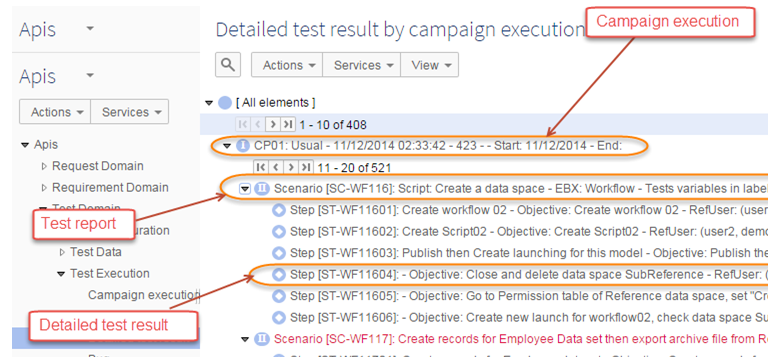 Apis
Detailed test result by campaign execution
Campaign execution
Apis
Actions
Services
View
Actions
Services
[ All elements ]
1 - 10 of 408
Apis
CP01: Usual - 11/12/2014 02:33:42 - 423 - - Start: 11/12/2014 - End:
Request Domain
11 - 20 of 521
Requirement Domain
Scenario [SC-WF116]: Script: Create a data space - EBX: Workflow - Tests variables in labe
Test Domain
Step [ST-WF11601]: Create workflow 02 - Objective: Create workflow 02 - RefUser: (user
Test report
Step [ST-WF11602]: Create Script02 - Objective: Create Script02 - RefUser: (user2, demo
Test Data
Step [ST-WF11603]: Publish then Create launching for this model - Objective: Publish the
Test Execution
Step [ST-WF11604]: - Objective: Close and delete data space SubReference - RefUser: (
Campaign execution
Step [ST-WF11605]: - Objective: Go to Permission table of Reference data space, set "Cr
Detailed test result
Step [ST-WF11606]: - Objective: Create new launch for workflow02, check data space Su
Scenario [SC-WF117]: Create records for Employee Data set then export archive file from R